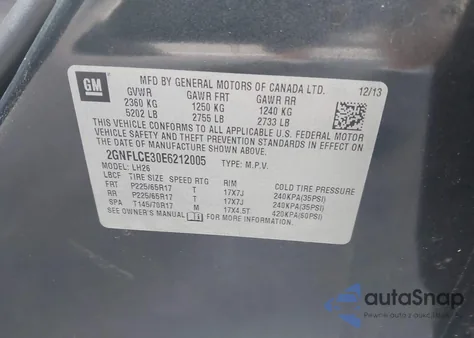 GM
MFD BY GENERAL MOTORS OF CANADA LTD.
12/13
GVWR GAWR FRT GAWR RR
2360 KG 1250 KG 1240 KG
5202 LB 2755 LB 2733 LB
THIS VEHICLE CONFORMS TO ALL APPLICABLE U.S. FEDERAL MOTOR
VEHICLE SAFETY STANDARDS IN EFFECT ON
THE DATE OF MANUFACTURE SHOWN ABOVE.
2GNFLCE30E6212005 TYPE: M.P.V.
MODEL: LH26
LBCF TIRE SIZE SPEED RTG RIM COLD TIRE PRESSURE
FRT P225/65R17 T 17X7J 240KPA(35PSI)
RR P225/65R17 T 17X7J 240KPA(35PSI)
SPA T145/70R17 M 17X4.5T 420KPA(60PSI)
SEE OWNER'S MANUAL FOR MORE INFORMATION.
autoSnap